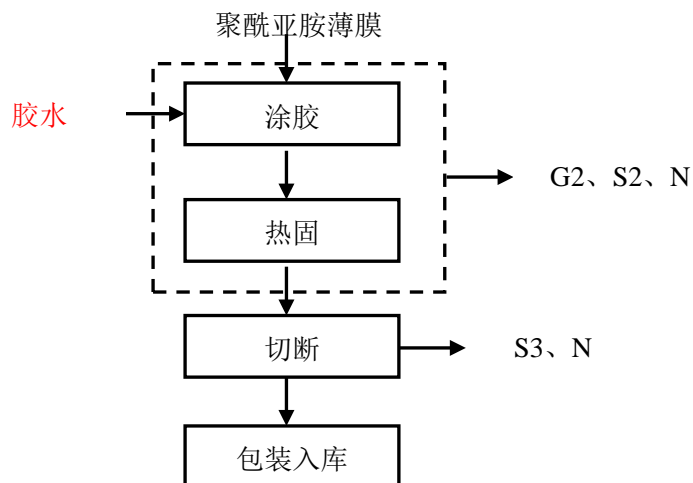 聚酰亚胺薄膜
胶水
涂胶
G2、S2、N
热固
切断
S3、N
包装入库